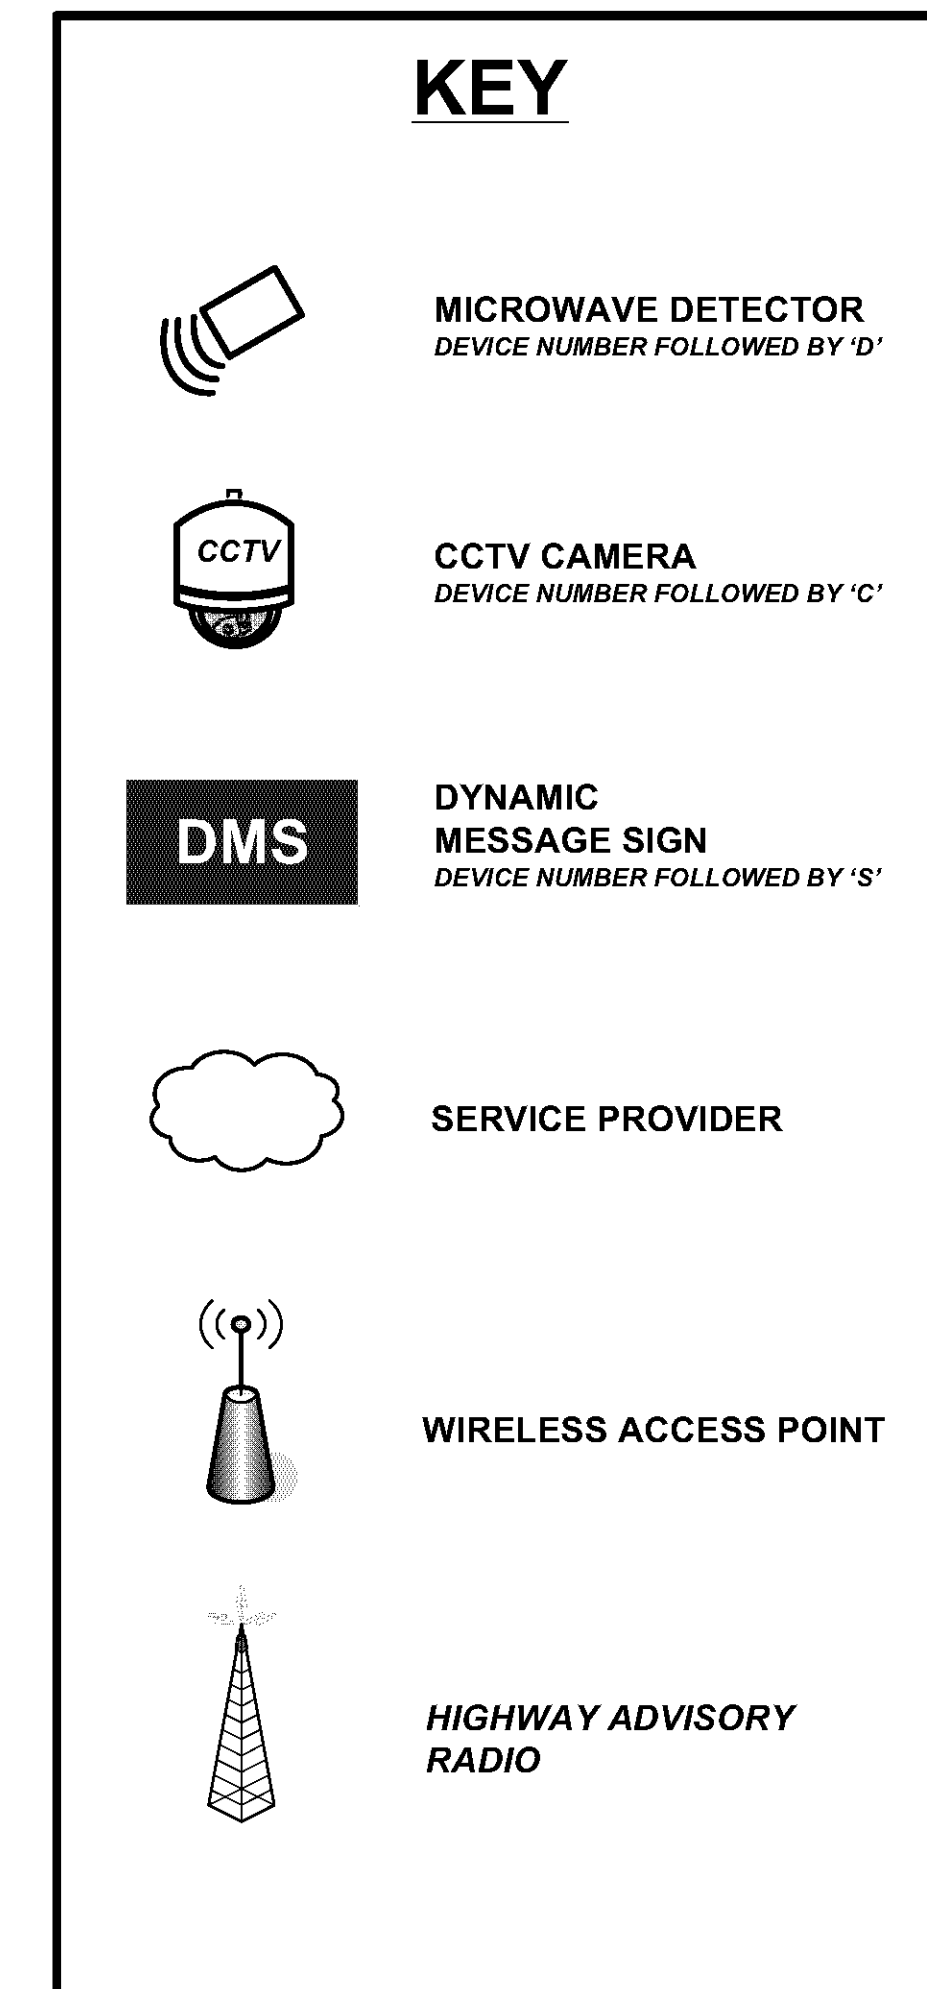 KEY
MICROWAVE DETECTOR
DEVICE NUMBER FOLLOWED BY ‘D’
CCTV
CCTV CAMERA
DEVICE NUMBER FOLLOWED BY ‘C’
DMS
DYNAMIC
MESSAGE SIGN
DEVICE NUMBER FOLLOWED BY ‘S’
SERVICE PROVIDER
WIRELESS ACCESS POINT
HIGHWAY ADVISORY
RADIO